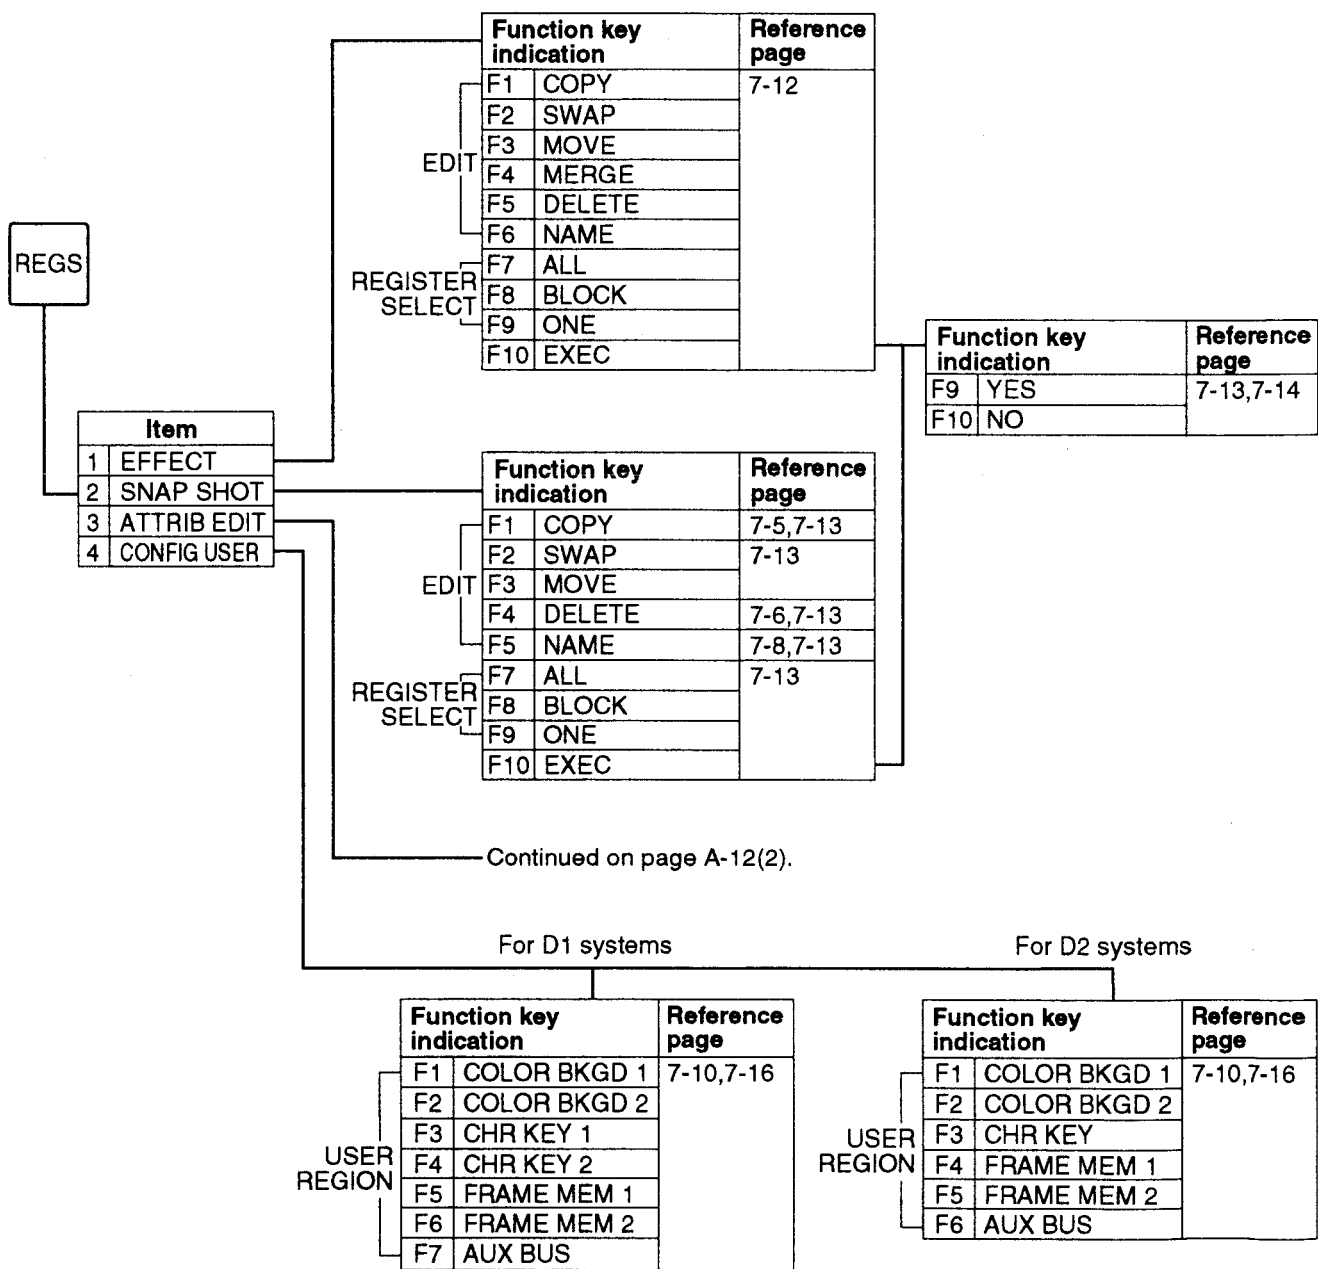 REGS
Item
1 EFFECT
2 SNAP SHOT
3 ATTRIB EDIT
4 CONFIG USER
Function key indication Reference page
EDIT
F1 COPY 7-12
F2 SWAP
F3 MOVE
F4 MERGE
F5 DELETE
F6 NAME
REGISTER SELECT
F7 ALL
F8 BLOCK
F9 ONE
F10 EXEC
Function key indication Reference page
F9 YES 7-13,7-14
F10 NO
Function key indication Reference page
EDIT
F1 COPY 7-5,7-13
F2 SWAP 7-13
F3 MOVE
F4 DELETE 7-6,7-13
F5 NAME 7-8,7-13
REGISTER SELECT
F7 ALL 7-13
F8 BLOCK
F9 ONE
F10 EXEC
Continued on page A-12(2).
For D1 systems
Function key indication Reference page
USER REGION
F1 COLOR BKGD 1 7-10,7-16
F2 COLOR BKGD 2
F3 CHR KEY 1
F4 CHR KEY 2
F5 FRAME MEM 1
F6 FRAME MEM 2
F7 AUX BUS
For D2 systems
Function key indication Reference page
USER REGION
F1 COLOR BKGD 1 7-10,7-16
F2 COLOR BKGD 2
F3 CHR KEY
F4 FRAME MEM 1
F5 FRAME MEM 2
F6 AUX BUS